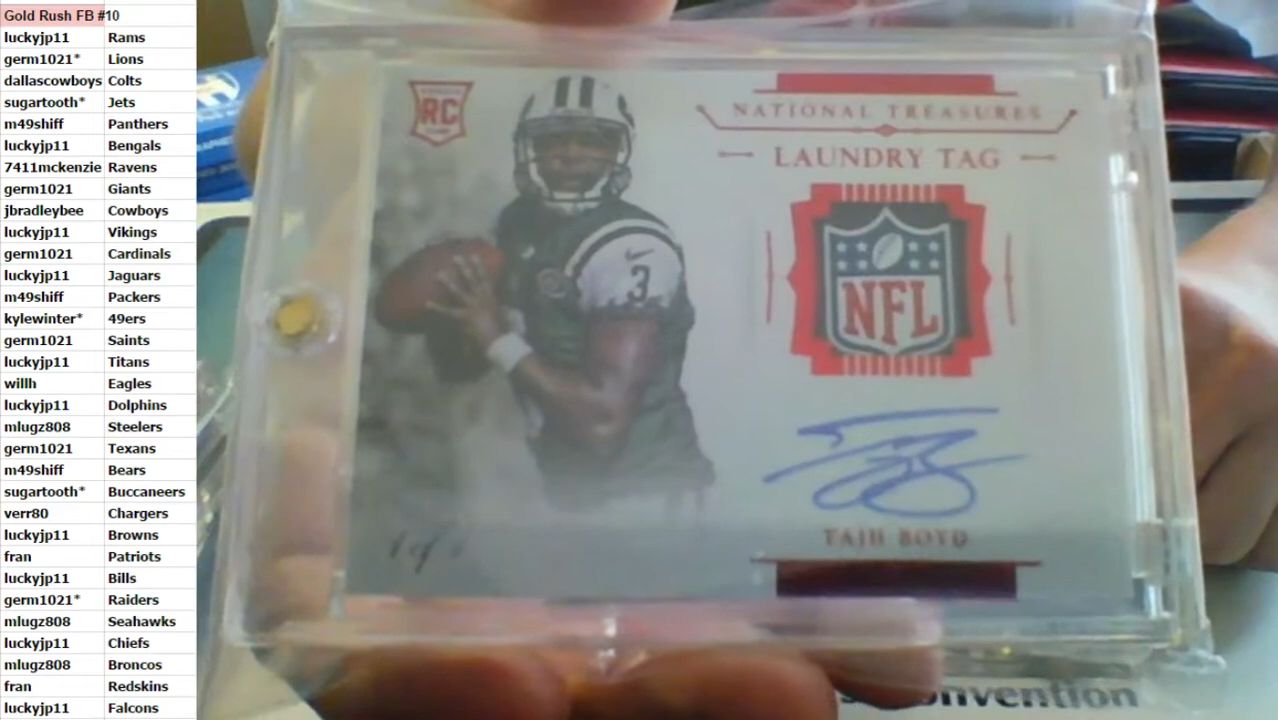 Gold Rush FB #10
luckyjp11 Rams
germ1021* Lions
dallascowboys Colts
sugartooth* Jets
m49shiff Panthers
luckyjp11 Bengals
7411mckenzie Ravens
germ1021 Giants
jbradleybee Cowboys
luckyjp11 Vikings
germ1021 Cardinals
luckyjp11 Jaguars
m49shiff Packers
kylewinter* 49ers
germ1021 Saints
luckyjp11 Titans
willh Eagles
luckyjp11 Dolphins
mlugz808 Steelers
germ1021 Texans
m49shiff Bears
sugartooth* Buccaneers
verr80 Chargers
luckyjp11 Browns
fran Patriots
luckyjp11 Bills
germ1021* Raiders
mlugz808 Seahawks
luckyjp11 Chiefs
mlugz808 Broncos
fran Redskins
luckyjp11 Falcons
RC
NATIONAL TREASURES
LAUNDRY TAG
NFL
3
TAJH BOYD
1 of 1